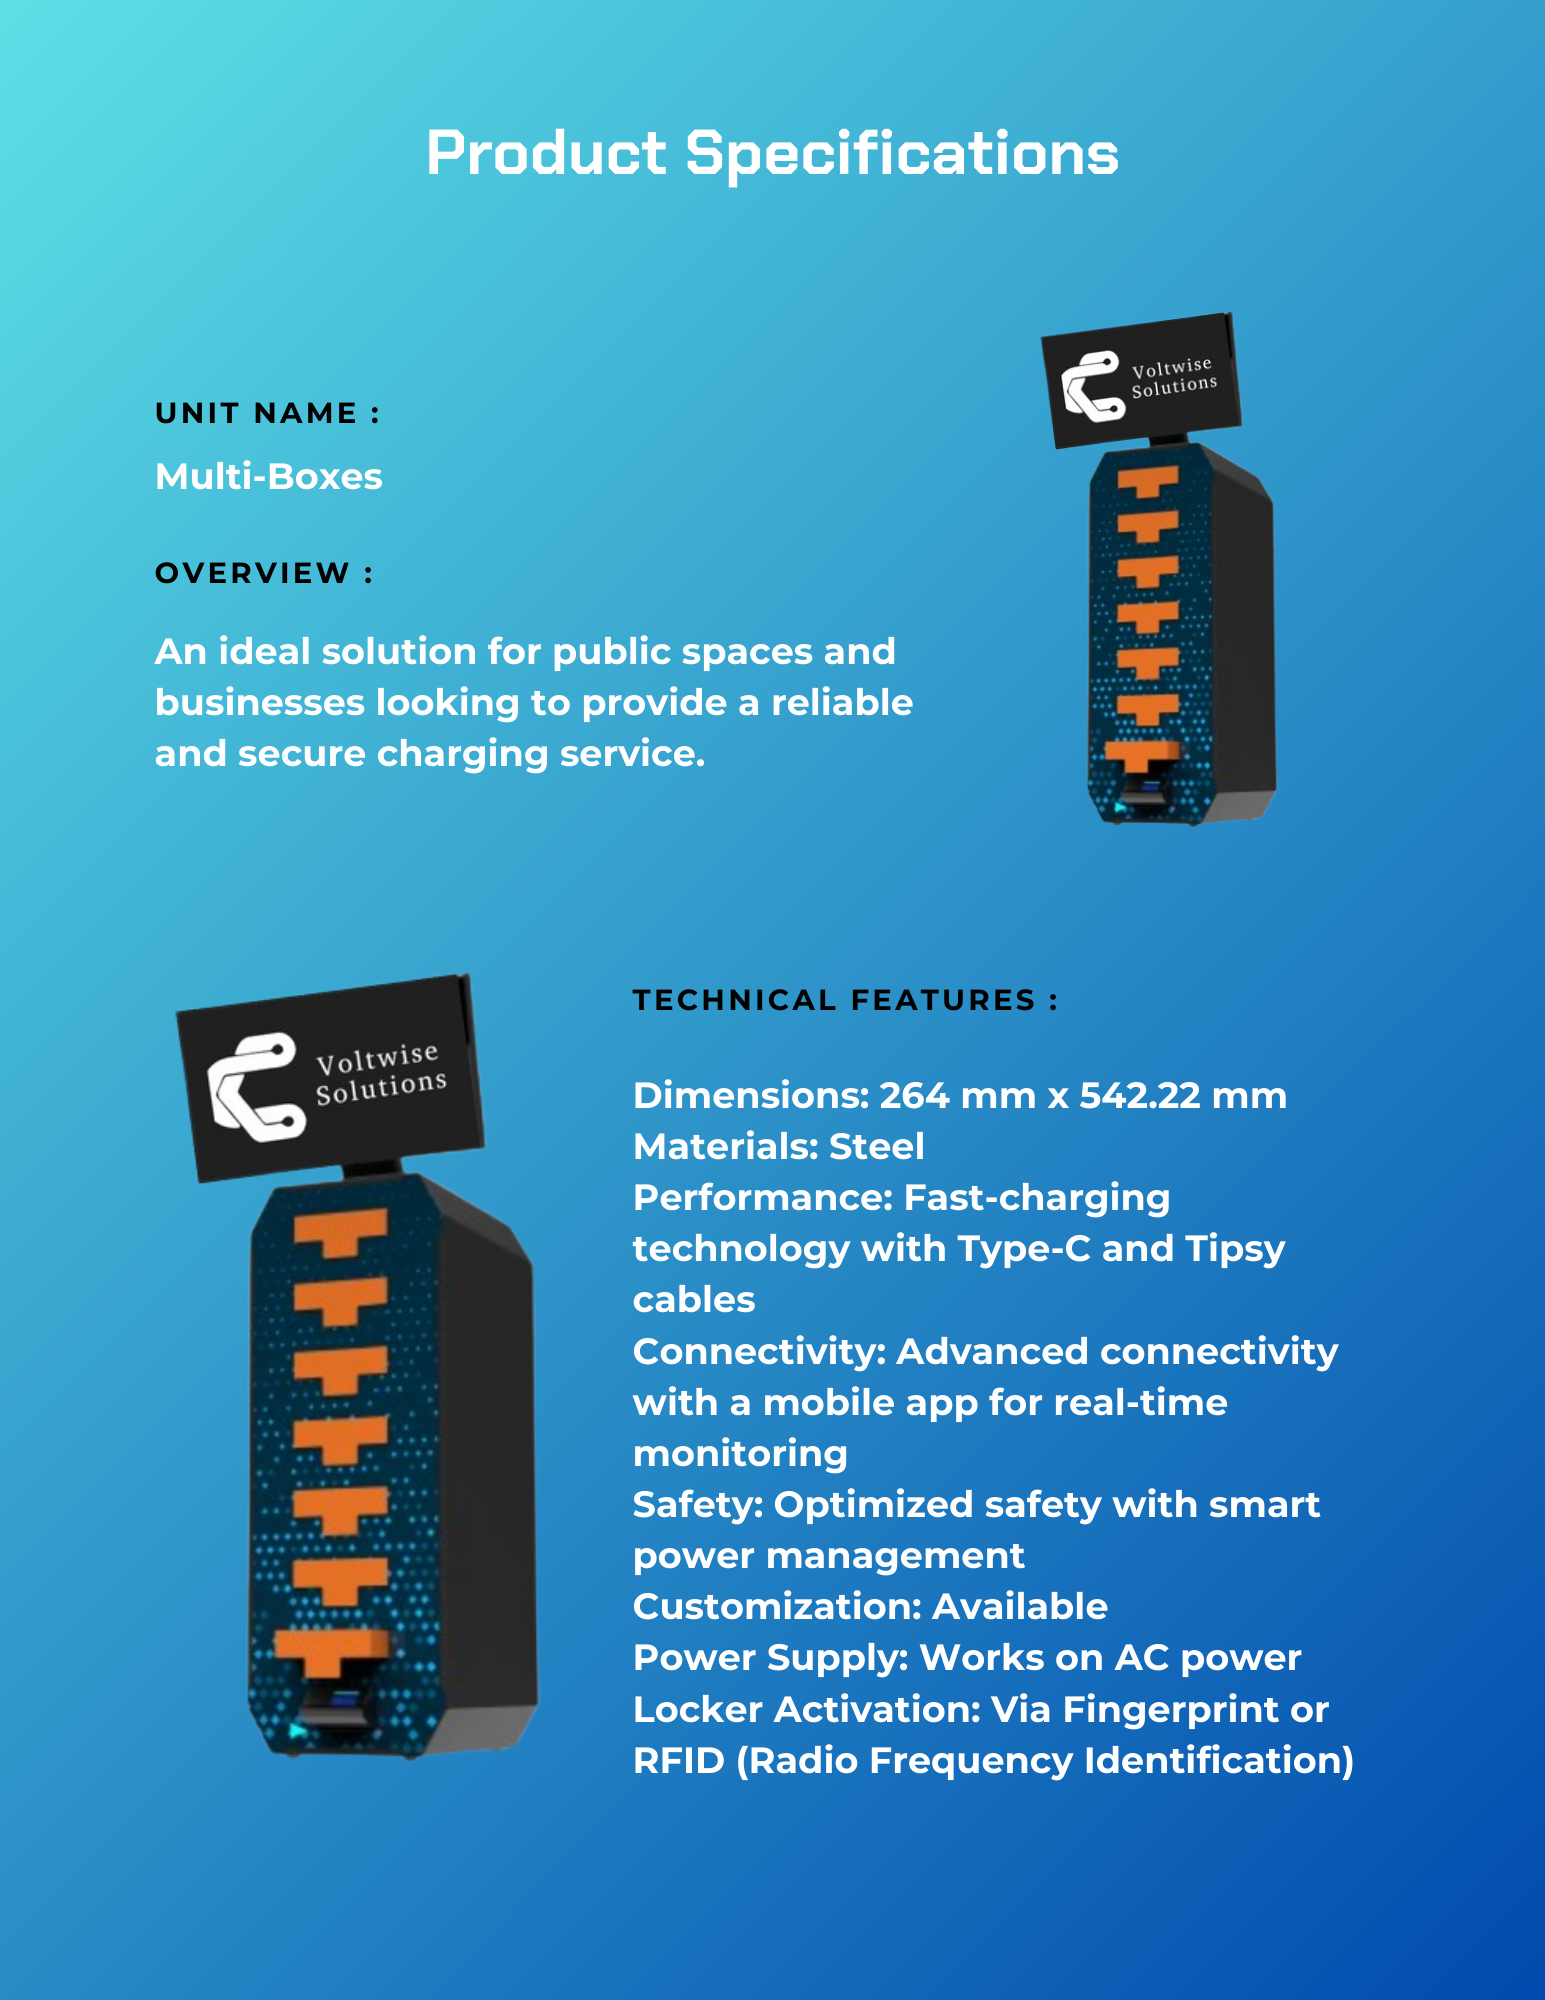 Product Specifications
Voltwise
Solutions
UNIT NAME :
Multi-Boxes
OVERVIEW :
An ideal solution for public spaces and
businesses looking to provide a reliable
and secure charging service.
Voltwise
Solutions
TECHNICAL FEATURES :
Dimensions: 264 mm x 542.22 mm
Materials: Steel
Performance: Fast-charging
technology with Type-C and Tipsy
cables
Connectivity: Advanced connectivity
with a mobile app for real-time
monitoring
Safety: Optimized safety with smart
power management
Customization: Available
Power Supply: Works on AC power
Locker Activation: Via Fingerprint or
RFID (Radio Frequency Identification)